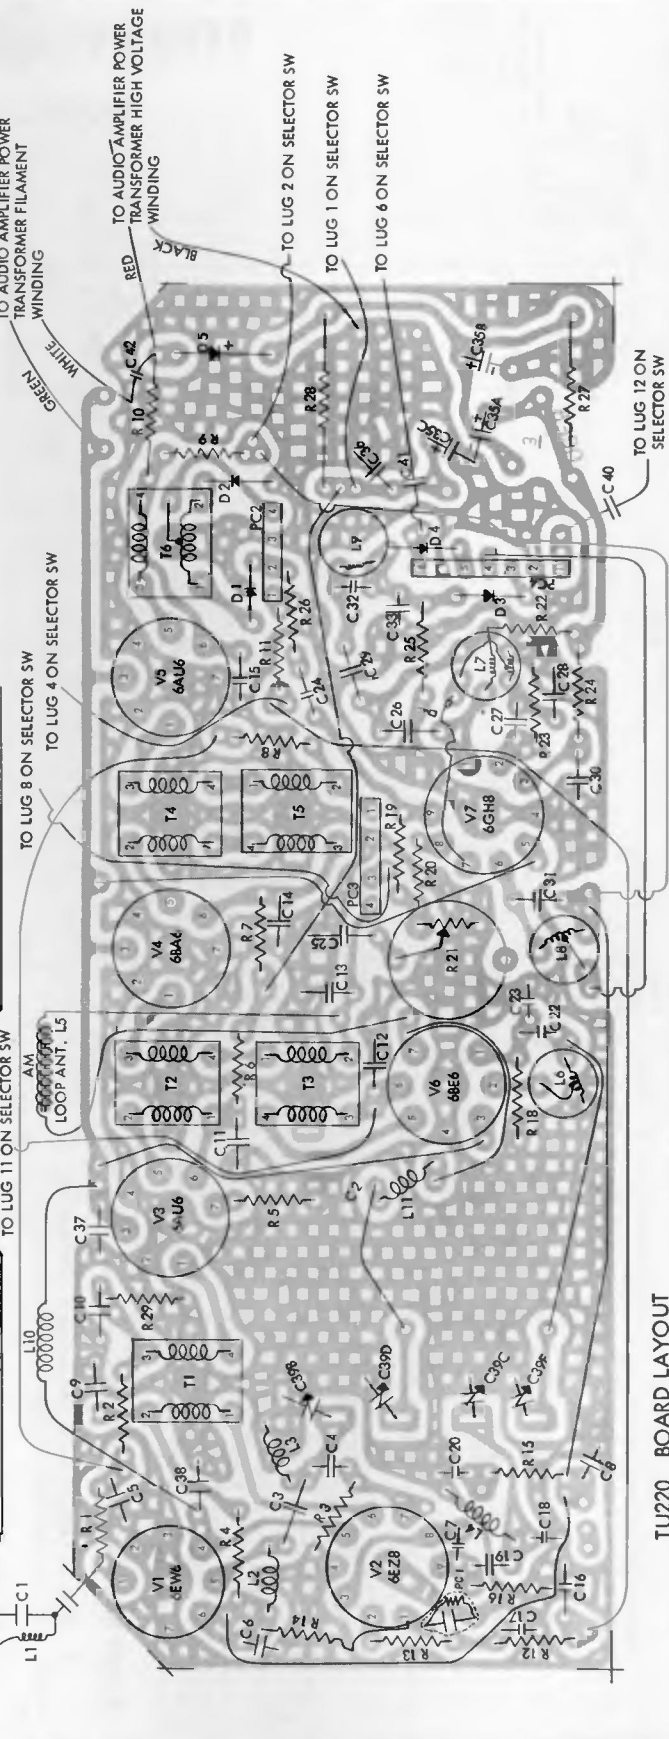 TO AUDIO AMPLIFIER POWER
TRANSFORMER FILAMENT
WINDING
WHITE
GREEN
TO AUDIO AMPLIFIER POWER
TRANSFORMER HIGH VOLTAGE
WINDING
RED
BLACK
TO LUG 2 ON SELECTOR SW
TO LUG 1 ON SELECTOR SW
TO LUG 6 ON SELECTOR SW
TO LUG 12 ON
SELECTOR SW
TO LUG 4 ON SELECTOR SW
TO LUG 8 ON SELECTOR SW
AM
LOOP ANT. L5
TO LUG 11 ON SELECTOR SW
C1
L1
R1
C5
V1
6EW6
C38
R4
L2
C6
R14
C3
L3
C4
R3
V2
6EZ8
R13
PC1
C7
C19
R16
C17
R12
C16
C18
C20
R15
C8
C39B
C39D
C39C
T1
R2
C9
L10
C10
R29
C37
V3
R5
C2
L11
C11
T2
R6
T3
C12
V6
6BE6
R18
L6
C22
C23
C13
V4
6BA6
R7
C14
C25
R21
L8
C31
PC3
4
2
1
R19
R20
V7
6GH8
C30
T4
T5
R8
V5
6AU6
C15
R11
C24
R26
C29
C26
R25
C33
C32
L9
L7
C27
R23
C28
R24
R22
D3
D4
D1
PC2
1
2
3
4
D2
T6
R9
R10
C42
R28
C36
C41
C35C
C35A
C35B
R27
C40
TU220 BOARD LAYOUT